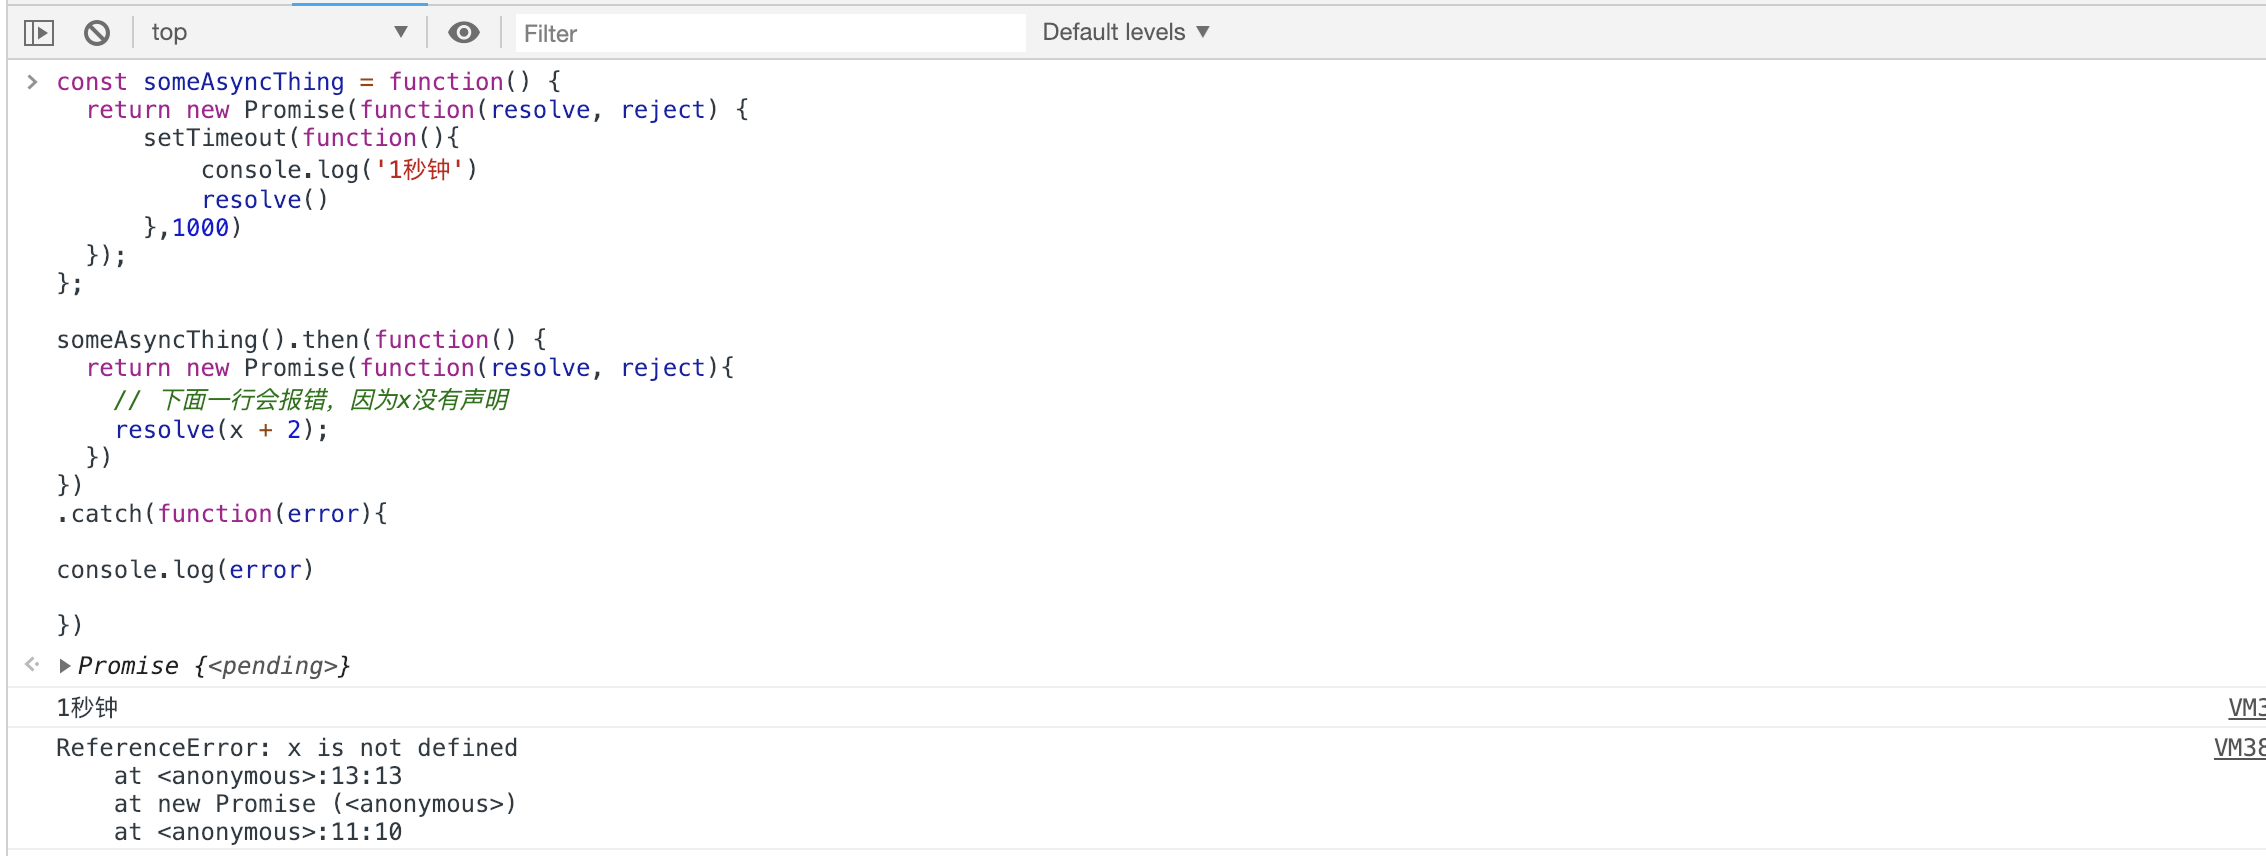 top ▼ Filter Default levels ▼
const someAsyncThing = function() {
  return new Promise(function(resolve, reject) {
      setTimeout(function(){
          console.log('1秒钟')
          resolve()
      },1000)
  });
};
someAsyncThing().then(function() {
  return new Promise(function(resolve, reject){
    // 下面一行会报错，因为x没有声明
    resolve(x + 2);
  })
})
.catch(function(error){
console.log(error)
})
Promise {<pending>}
1秒钟 VM3
ReferenceError: x is not defined VM38
    at <anonymous>:13:13
    at new Promise (<anonymous>)
    at <anonymous>:11:10